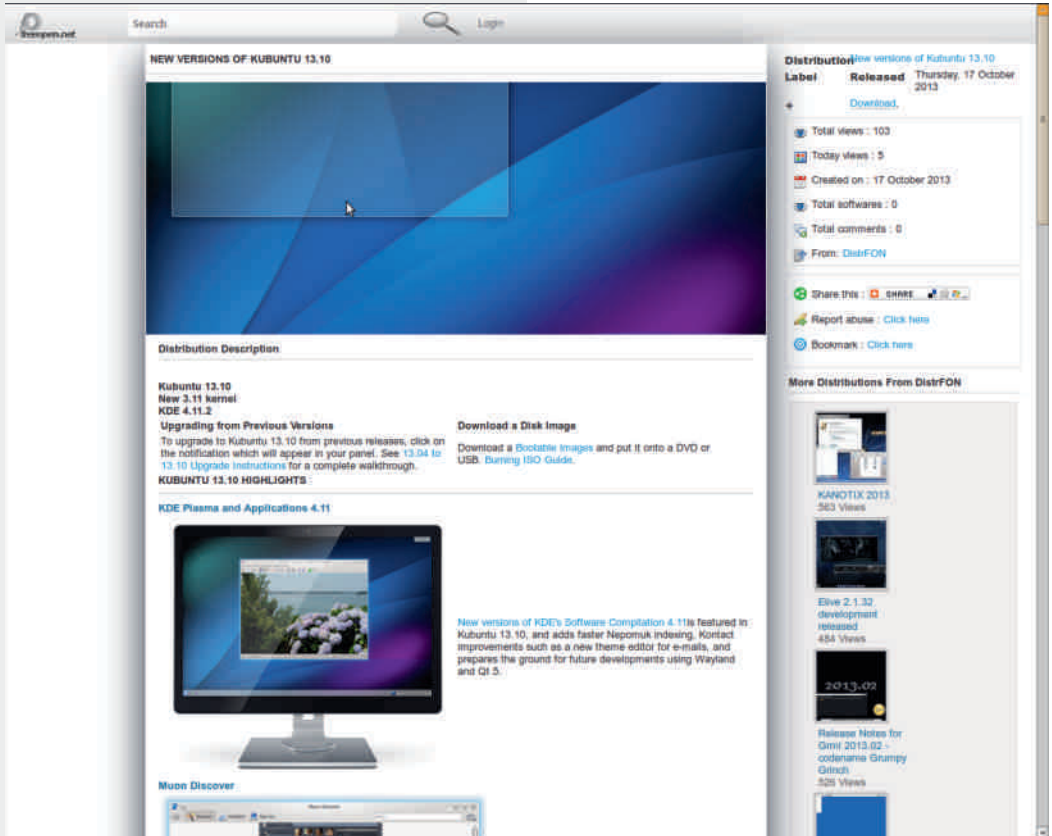 freeopen.net
Search
Login
NEW VERSIONS OF KUBUNTU 13.10
Distribution Description
Kubuntu 13.10
New 3.11 kernel
KDE 4.11.2
Upgrading from Previous Versions
To upgrade to Kubuntu 13.10 from previous releases, click on
the notification which will appear in your panel. See 13.04 to
13.10 Upgrade Instructions for a complete walkthrough.
Download a Disk Image
Download a Bootable Images and put it onto a DVD or
USB. Burning ISO Guide.
KUBUNTU 13.10 HIGHLIGHTS
KDE Plasma and Applications 4.11
New versions of KDE's Software Compilation 4.11is featured in
Kubuntu 13.10, and adds faster Nepomuk indexing, Kontact
improvements such as a new theme editor for e-mails, and
prepares the ground for future developments using Wayland
and Qt 5.
Muon Discover
Distribution New versions of Kubuntu 13.10
Label Released Thursday, 17 October
2013
+ Download,
Total views : 103
Today views : 5
Created on : 17 October 2013
Total softwares : 0
Total comments : 0
From: DistrFON
Share this : SHARE
Report abuse : Click here
Bookmark : Click here
More Distributions From DistrFON
KANOTIX 2013
563 Views
Elive 2.1.32
development
released
484 Views
2013.02
Release Notes for
Grml 2013.02 -
codename Grumpy
Grinch
526 Views